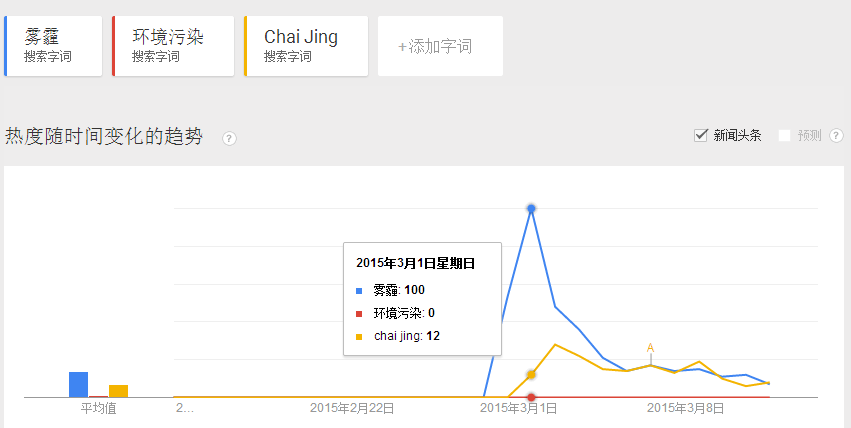 雾霾
搜索字词
环境污染
搜索字词
Chai Jing
搜索字词
+添加字词
热度随时间变化的趋势 ?
新闻头条 预测 ?
2015年3月1日星期日
雾霾: 100
环境污染: 0
chai jing: 12
A
平均值
2...
2015年2月22日
2015年3月1日
2015年3月8日